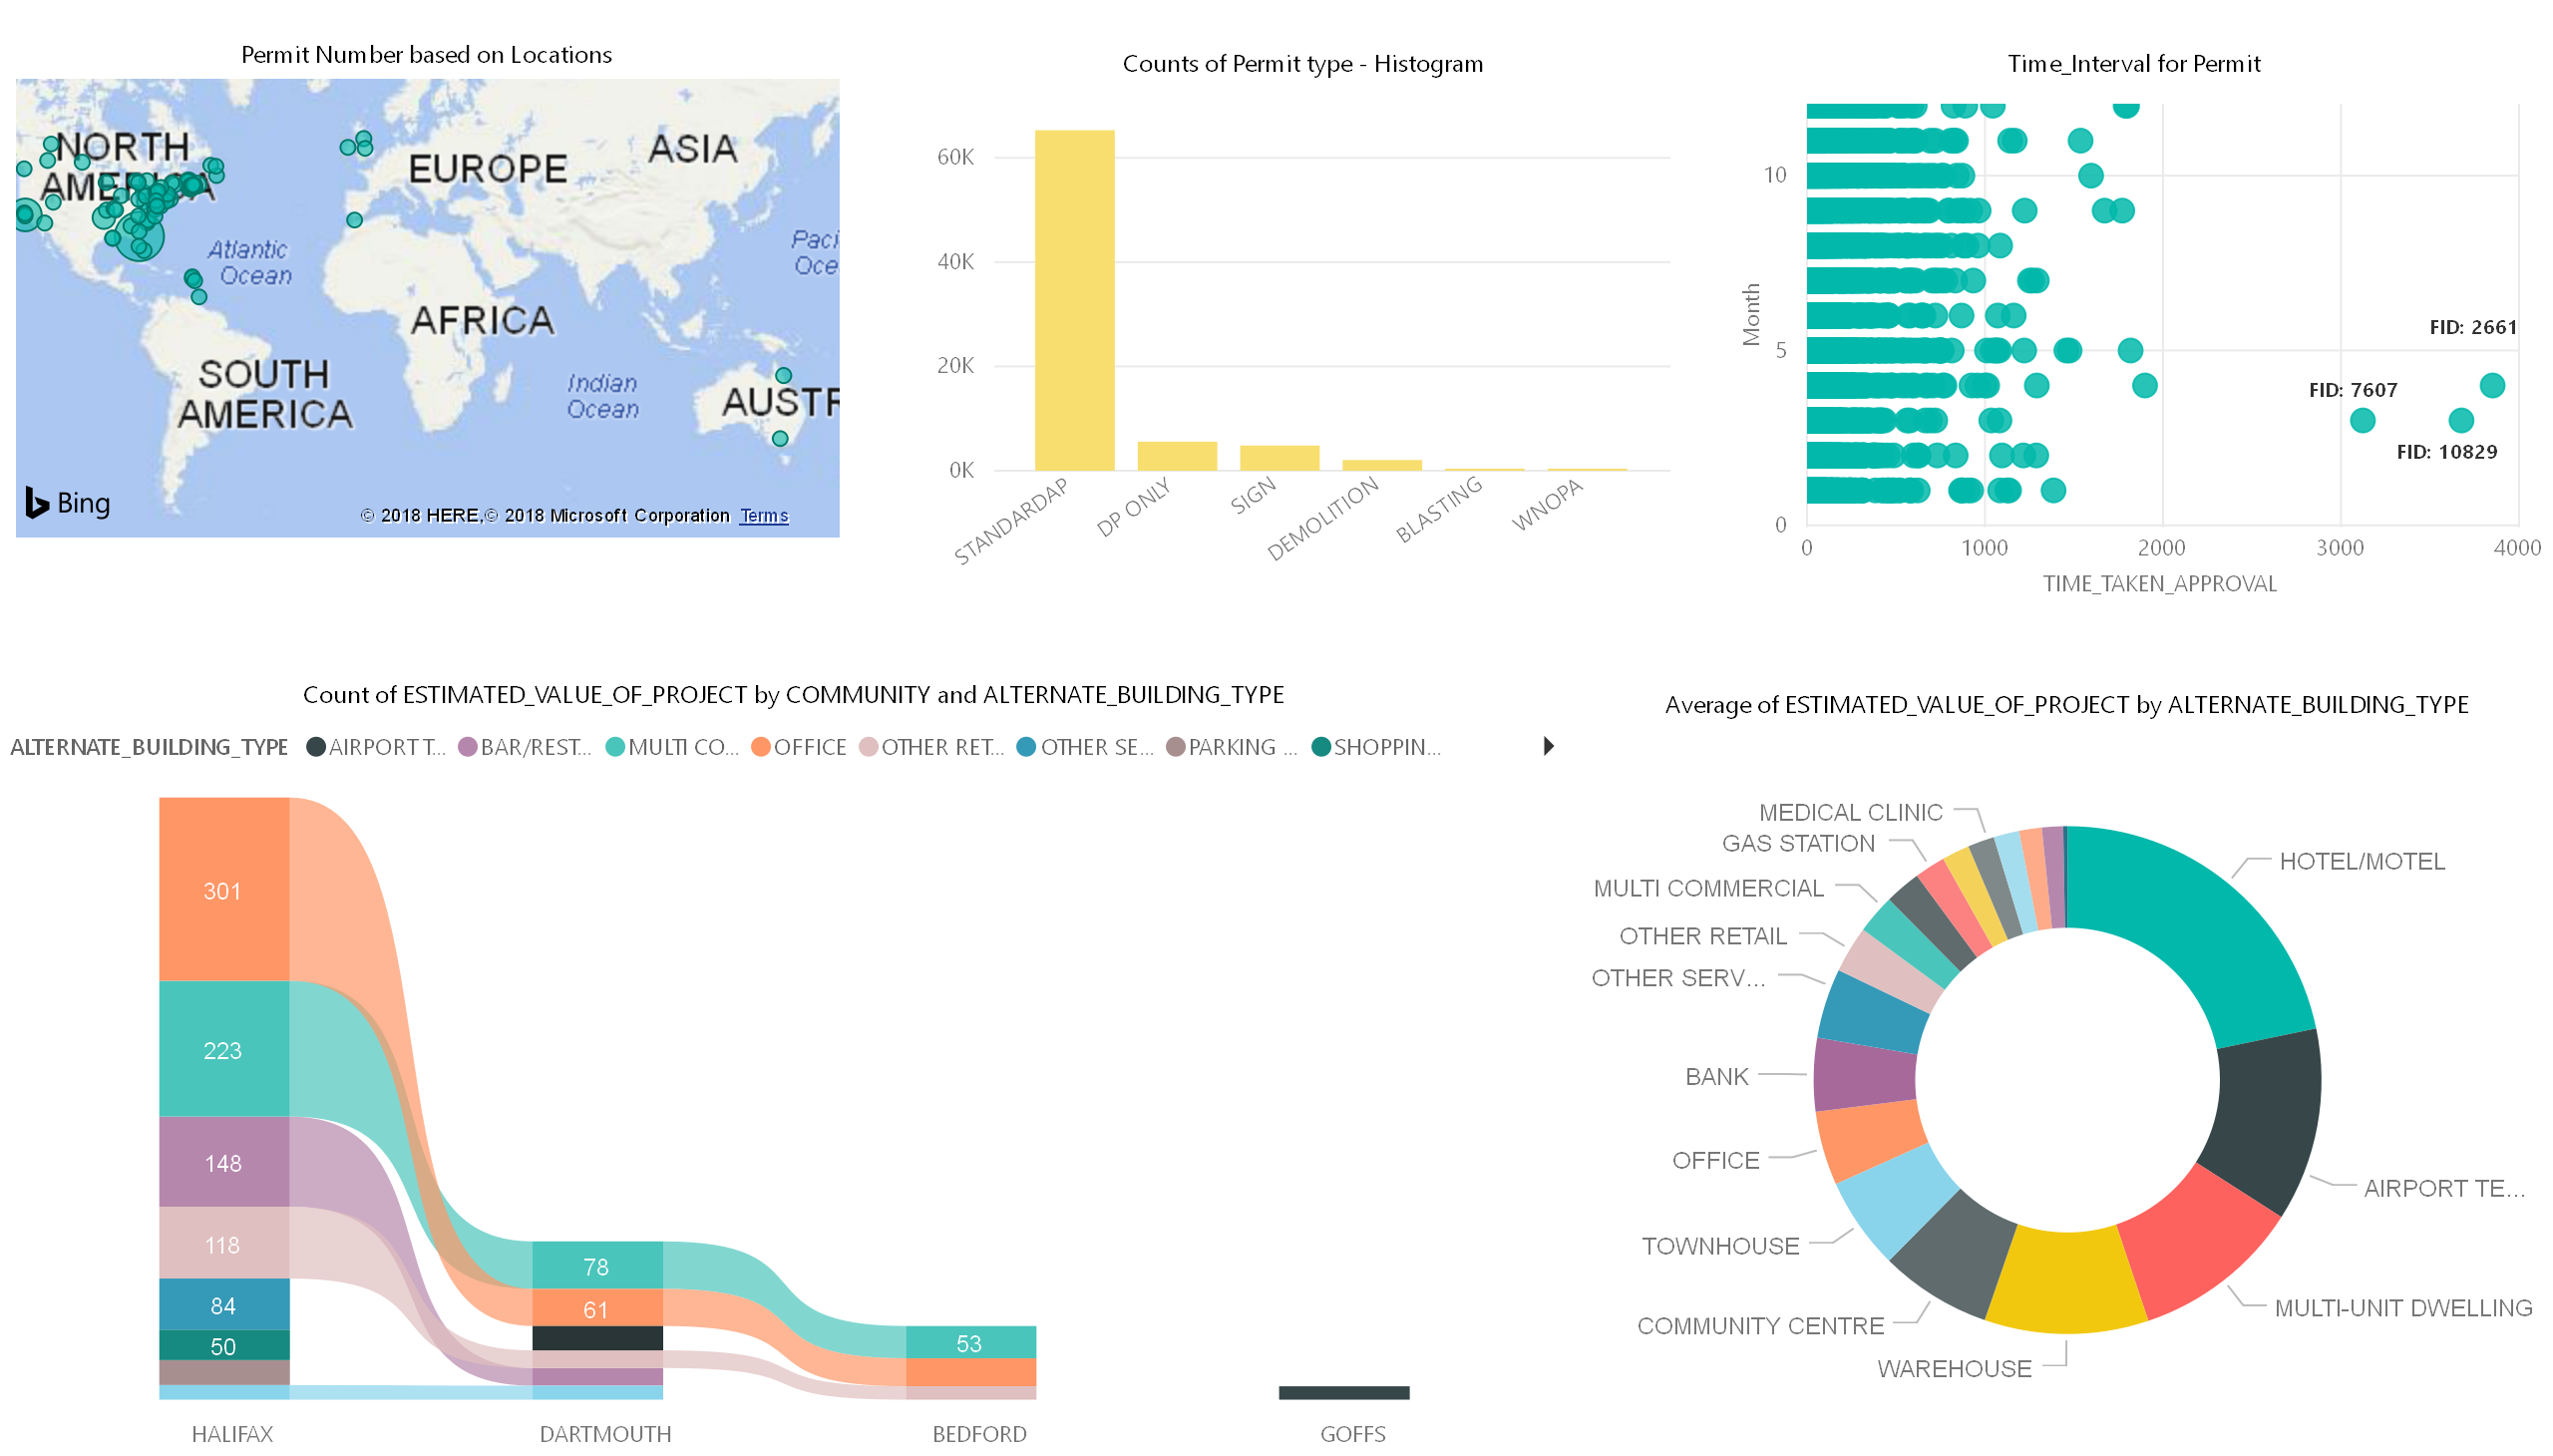 Permit Number based on Locations
NORTH
AMERICA
EUROPE
ASIA
Atlantic
Ocean
Paci
Oce
AFRICA
SOUTH
AMERICA
Indian
Ocean
AUSTR
Bing
© 2018 HERE,© 2018 Microsoft Corporation Terms
Counts of Permit type - Histogram
60K
40K
20K
0K
STANDARDAP
DP ONLY
SIGN
DEMOLITION
BLASTING
WNOPA
Time_Interval for Permit
Month
10
5
0
FID: 2661
FID: 7607
FID: 10829
0 1000 2000 3000 4000
TIME_TAKEN_APPROVAL
Count of ESTIMATED_VALUE_OF_PROJECT by COMMUNITY and ALTERNATE_BUILDING_TYPE
ALTERNATE_BUILDING_TYPE AIRPORT T... BAR/REST... MULTI CO... OFFICE OTHER RET... OTHER SE... PARKING ... SHOPPIN...
301
223
148
118
84
50
78
61
53
HALIFAX DARTMOUTH BEDFORD GOFFS
Average of ESTIMATED_VALUE_OF_PROJECT by ALTERNATE_BUILDING_TYPE
MEDICAL CLINIC
GAS STATION
MULTI COMMERCIAL
OTHER RETAIL
OTHER SERV...
BANK
OFFICE
TOWNHOUSE
COMMUNITY CENTRE
WAREHOUSE
HOTEL/MOTEL
AIRPORT TE...
MULTI-UNIT DWELLING